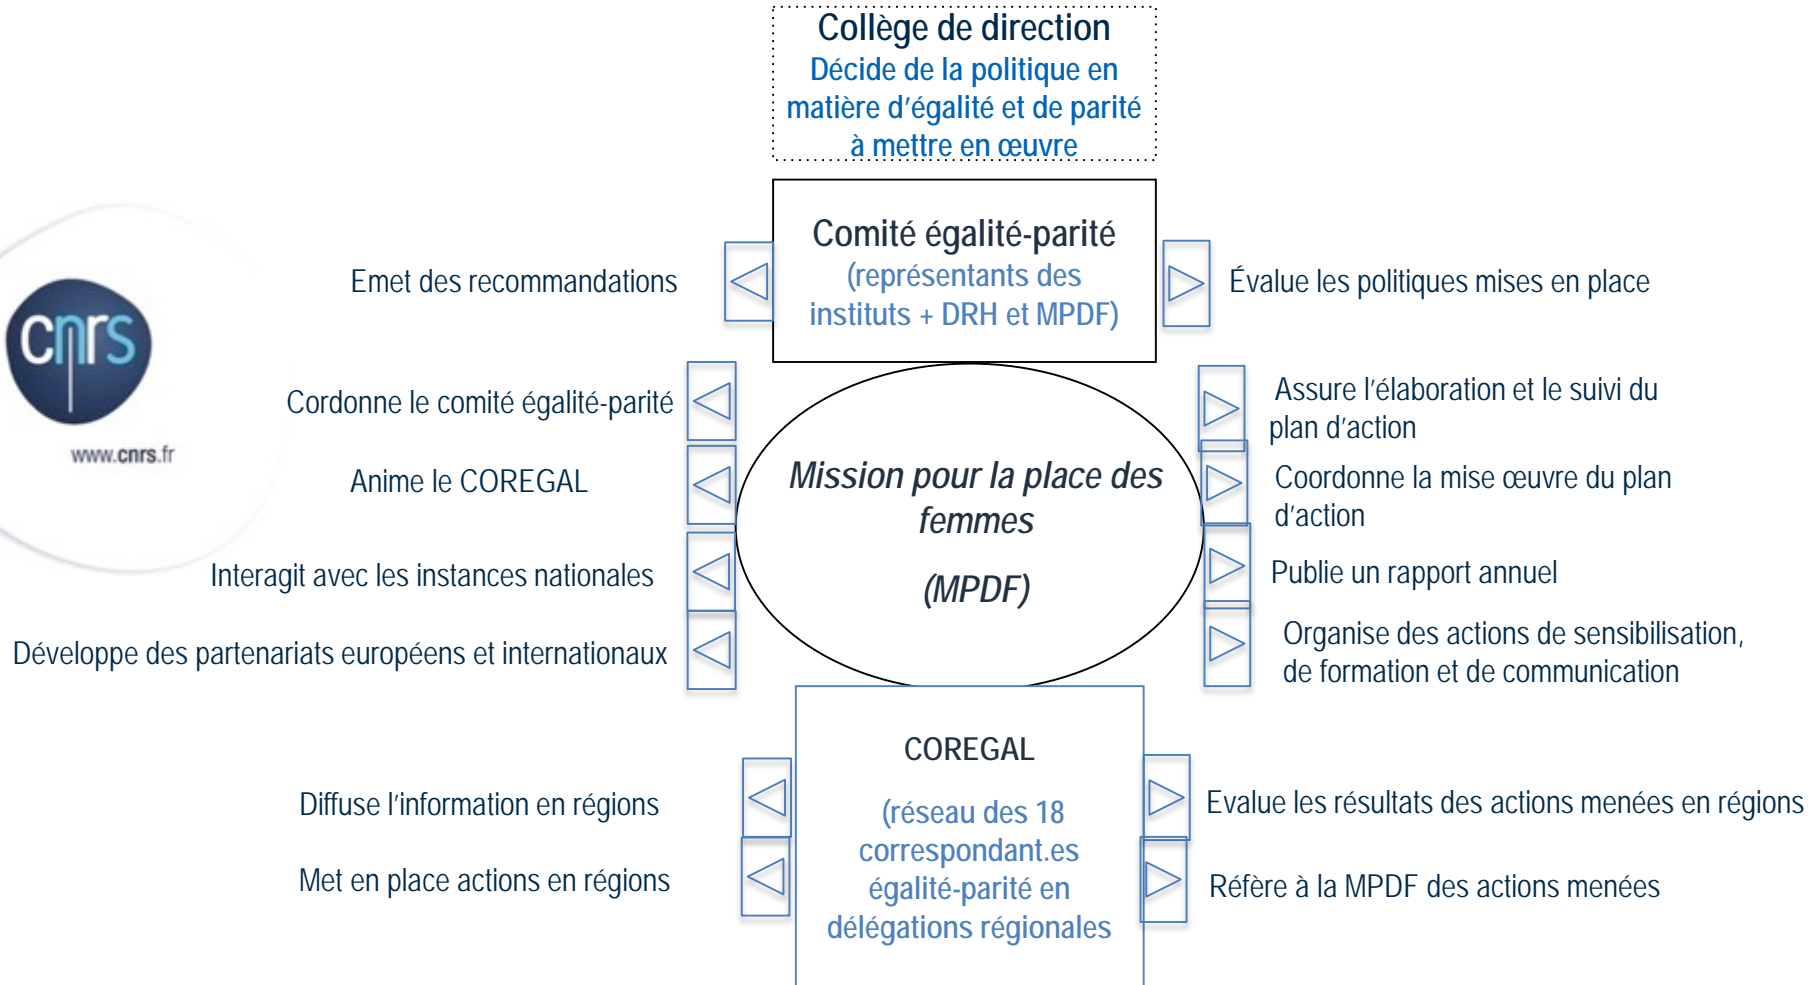 Collège de direction
Décide de la politique en
matière d'égalité et de parité
à mettre en œuvre
Comité égalité-parité
(représentants des
instituts + DRH et MPDF)
Emet des recommandations
Évalue les politiques mises en place
cnrs
www.cnrs.fr
Cordonne le comité égalité-parité
Anime le COREGAL
Interagit avec les instances nationales
Développe des partenariats européens et internationaux
Mission pour la place des
femmes
(MPDF)
Assure l'élaboration et le suivi du
plan d'action
Coordonne la mise œuvre du plan
d'action
Publie un rapport annuel
Organise des actions de sensibilisation,
de formation et de communication
COREGAL
(réseau des 18
correspondant.es
égalité-parité en
délégations régionales
Diffuse l'information en régions
Met en place actions en régions
Evalue les résultats des actions menées en régions
Réfère à la MPDF des actions menées